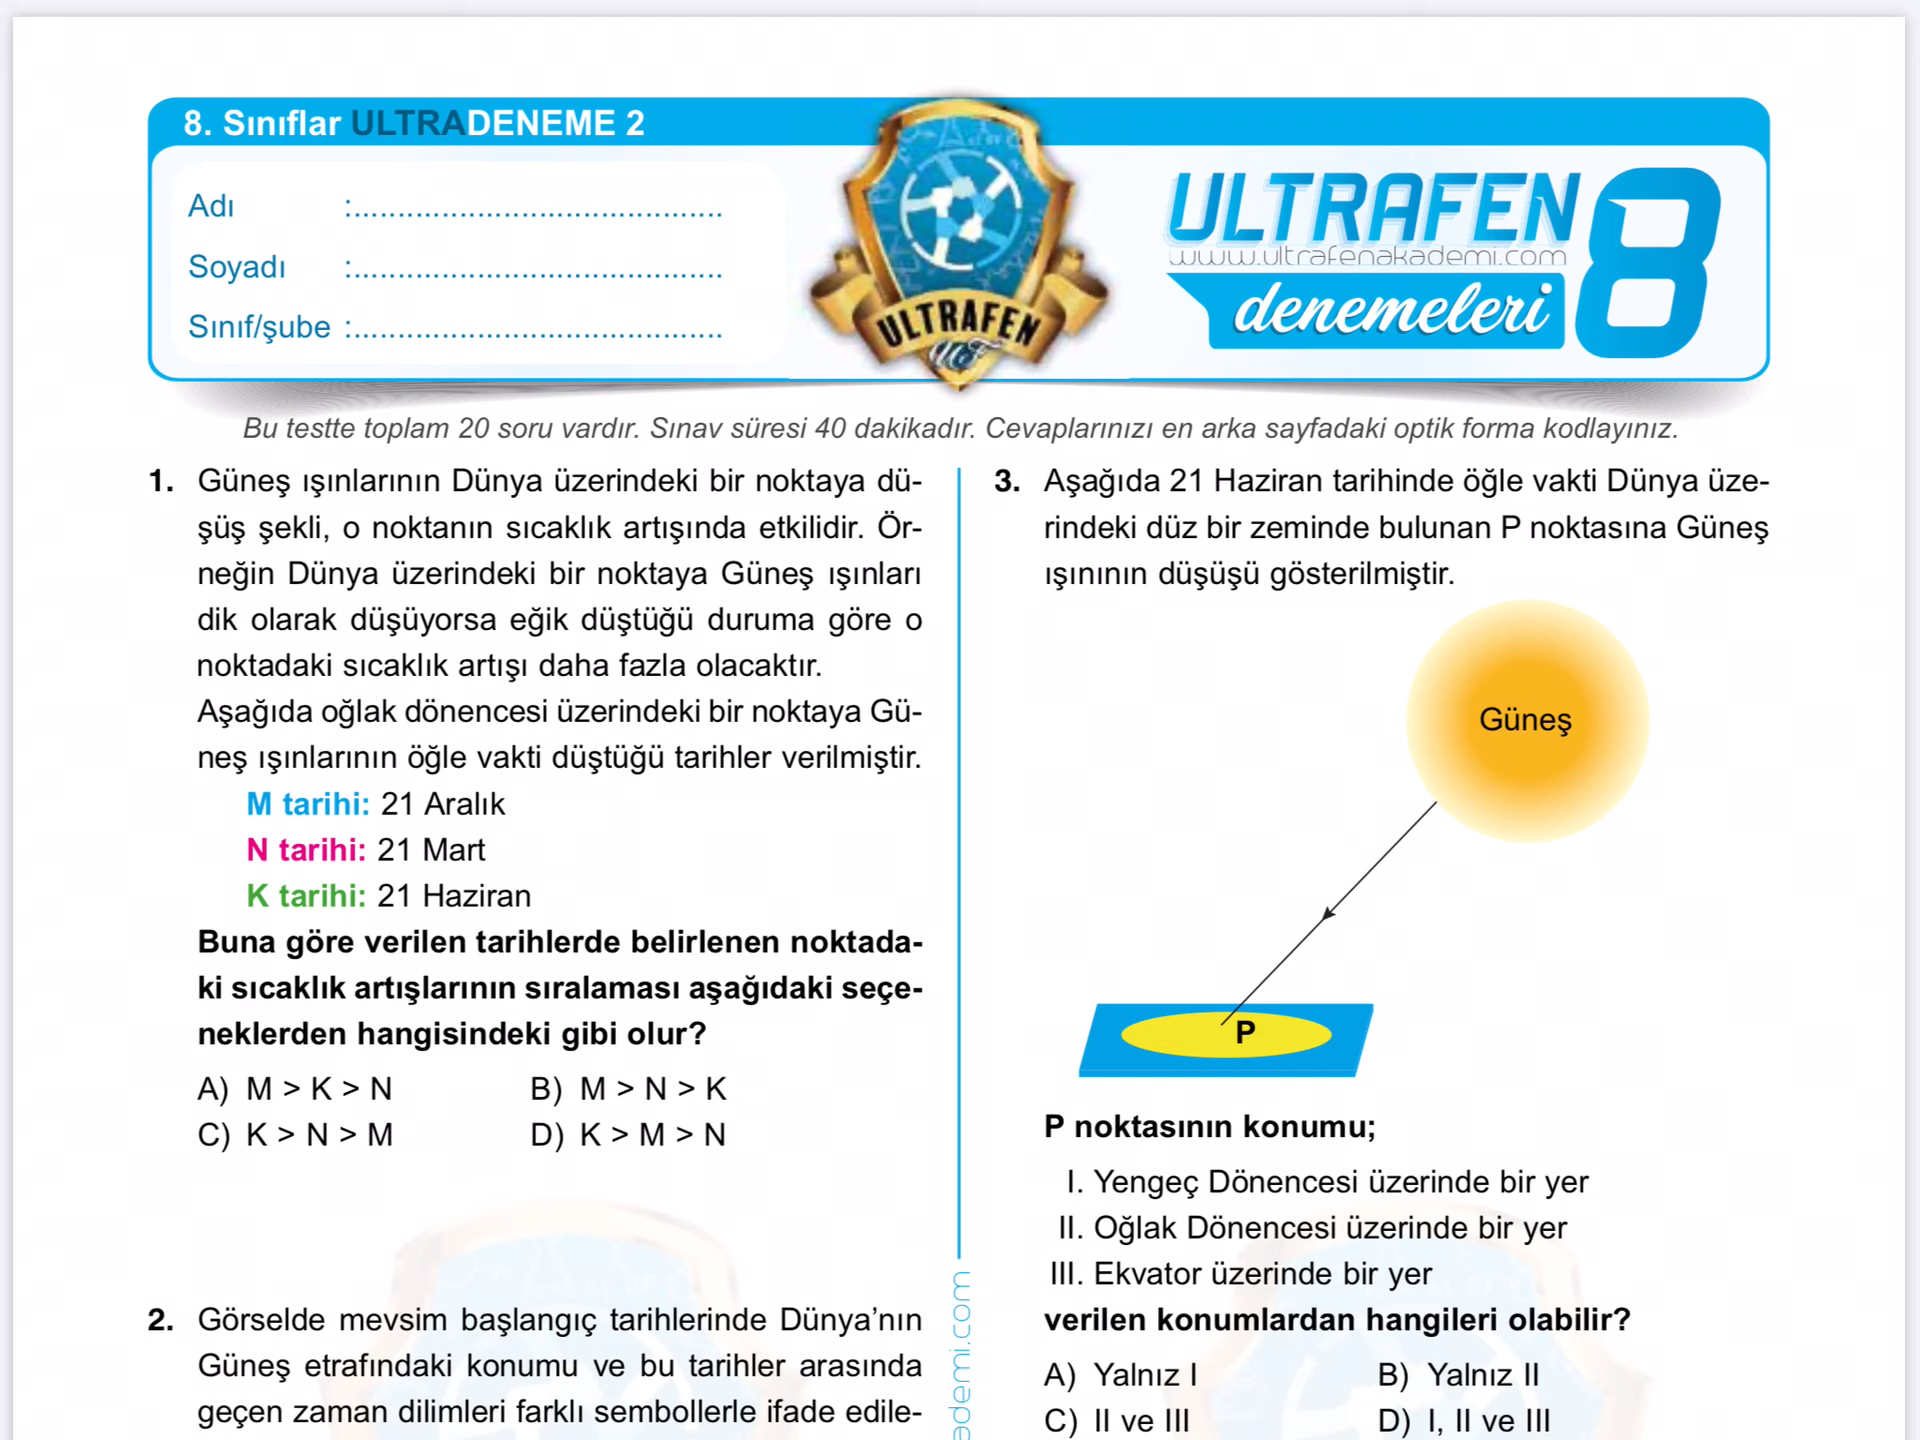 8. Sınıflar ULTRADENEME 2
Adı :..........................................
Soyadı :..........................................
Sınıf/şube :..........................................
ULTRAFEN
UtF
ULTRAFEN 8
www.ultrafenakademi.com
denemeleri
Bu testte toplam 20 soru vardır. Sınav süresi 40 dakikadır. Cevaplarınızı en arka sayfadaki optik forma kodlayınız.
1. Güneş ışınlarının Dünya üzerindeki bir noktaya dü-
şüş şekli, o noktanın sıcaklık artışında etkilidir. Ör-
neğin Dünya üzerindeki bir noktaya Güneş ışınları
dik olarak düşüyorsa eğik düştüğü duruma göre o
noktadaki sıcaklık artışı daha fazla olacaktır.
Aşağıda oğlak dönencesi üzerindeki bir noktaya Gü-
neş ışınlarının öğle vakti düştüğü tarihler verilmiştir.
M tarihi: 21 Aralık
N tarihi: 21 Mart
K tarihi: 21 Haziran
Buna göre verilen tarihlerde belirlenen noktada-
ki sıcaklık artışlarının sıralaması aşağıdaki seçe-
neklerden hangisindeki gibi olur?
A) M > K > N B) M > N > K
C) K > N > M D) K > M > N
2. Görselde mevsim başlangıç tarihlerinde Dünya’nın
Güneş etrafındaki konumu ve bu tarihler arasında
geçen zaman dilimleri farklı sembollerle ifade edile-
ademi.com
3. Aşağıda 21 Haziran tarihinde öğle vakti Dünya üze-
rindeki düz bir zeminde bulunan P noktasına Güneş
ışınının düşüşü gösterilmiştir.
Güneş
P
P noktasının konumu;
I. Yengeç Dönencesi üzerinde bir yer
II. Oğlak Dönencesi üzerinde bir yer
III. Ekvator üzerinde bir yer
verilen konumlardan hangileri olabilir?
A) Yalnız I B) Yalnız II
C) II ve III D) I, II ve III